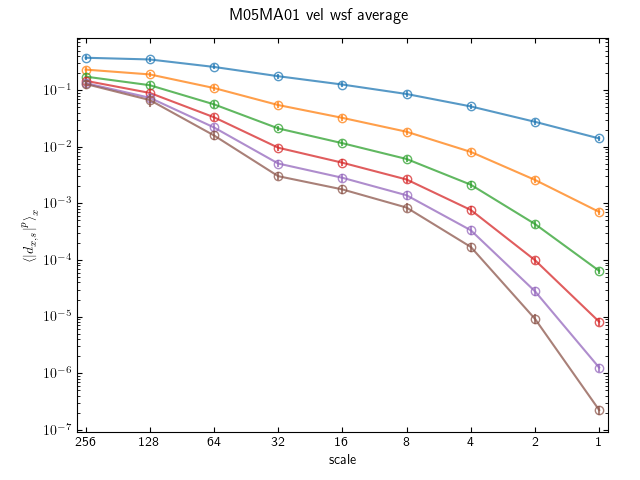 M05MA01 vel wsf average
⟨|d_{x,s}|^p⟩_x
10^{-1}
10^{-2}
10^{-3}
10^{-4}
10^{-5}
10^{-6}
10^{-7}
256 128 64 32 16 8 4 2 1
scale